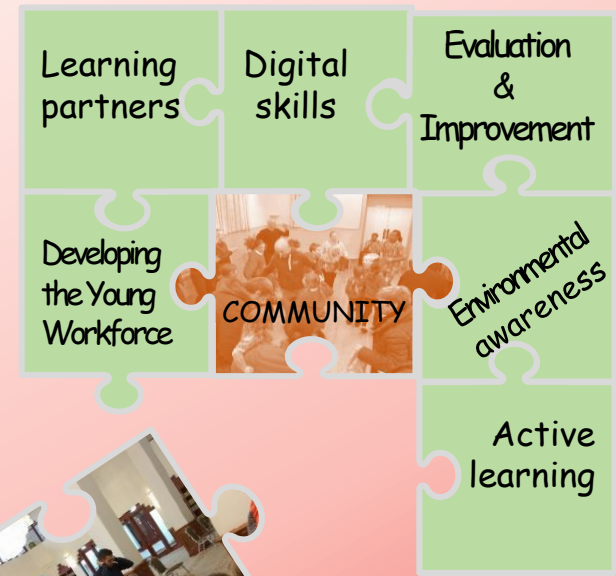 Learning
partners
Digital
skills
Evaluation
&
Improvement
Developing
the Young
Workforce
COMMUNITY
Environmental
awareness
Active
learning